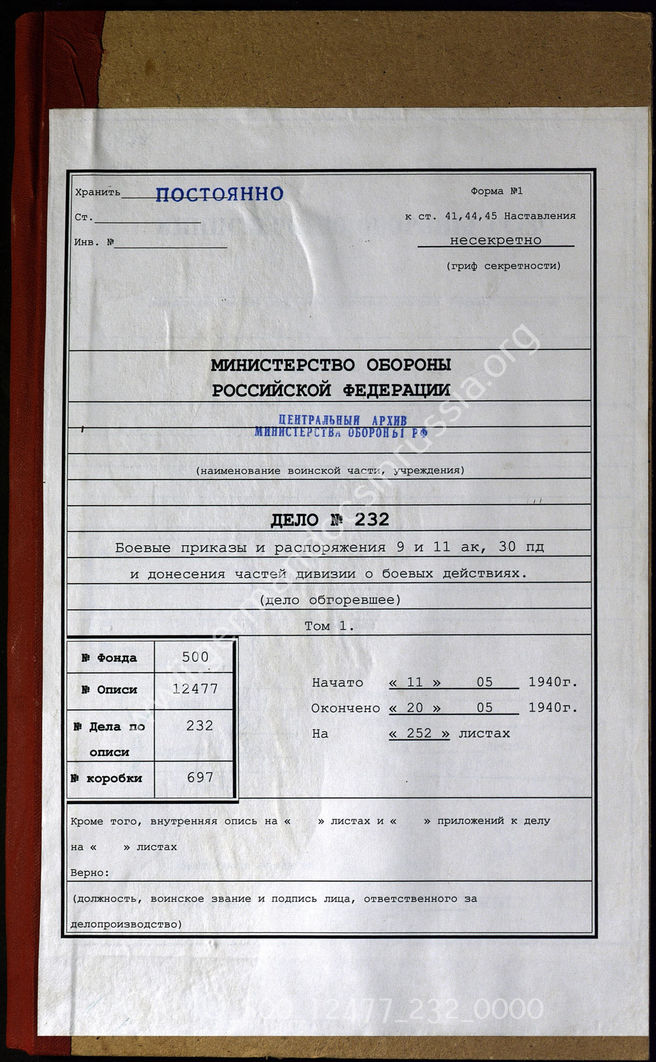 Хранить ПОСТОЯННО
Форма №1
Ст.
к ст. 41,44,45 Наставления
Инв. №
несекретно
(гриф секретности)
МИНИСТЕРСТВО ОБОРОНЫ
РОССИЙСКОЙ ФЕДЕРАЦИИ
ЦЕНТРАЛЬНЫЙ АРХИВ
МИНИСТЕРСТВА ОБОРОНЫ РФ
(наименование воинской части, учреждения)
ДЕЛО № 232
Боевые приказы и распоряжения 9 и 11 ак, 30 пд
и донесения частей дивизии о боевых действиях.
(дело обгоревшее)
Том 1.
№ Фонда 500
№ Описи 12477
№ Дела по описи 232
№ коробки 697
Начато « 11 » 05 1940г.
Окончено « 20 » 05 1940г.
На « 252 » листах
Кроме того, внутренняя опись на « » листах и « » приложений к делу
на « » листах
Верно:
(должность, воинское звание и подпись лица, ответственного за
делопроизводство)
500_12477_232_0000